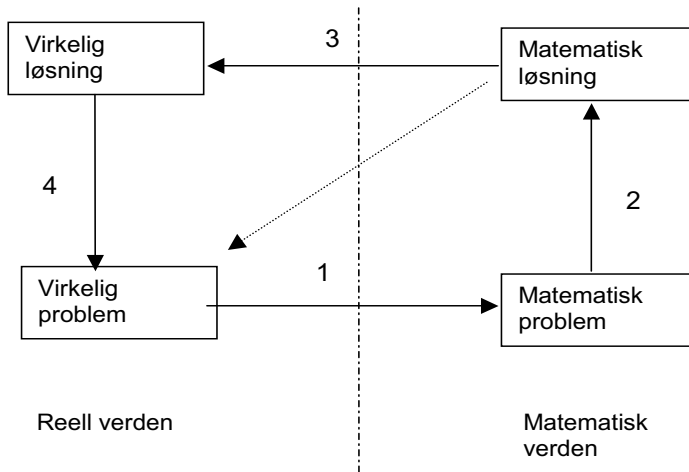 Virkelig
løsning
3
Matematisk
løsning
4
2
Virkelig
problem
1
Matematisk
problem
Reell verden
Matematisk
verden